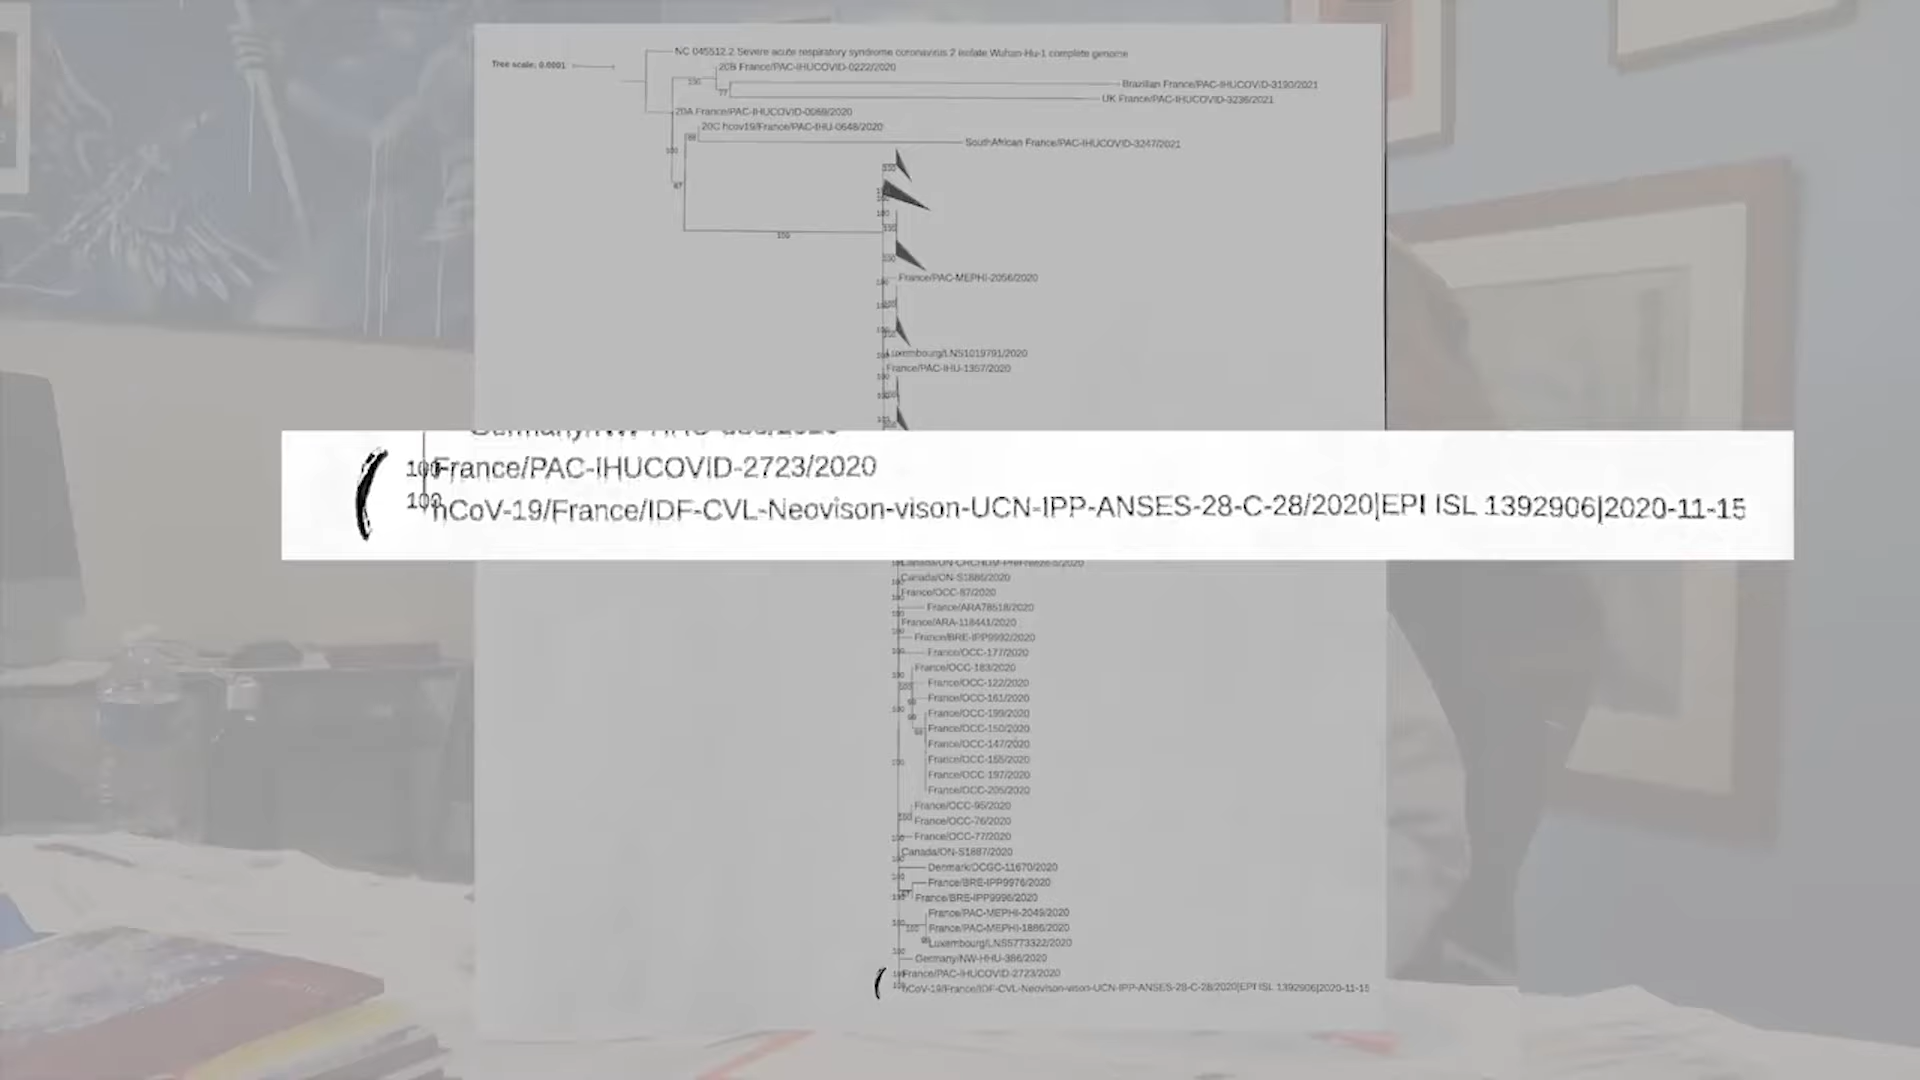 NC 045512.2 Severe acute respiratory syndrome coronavirus 2 isolate Wuhan-Hu-1 complete genome
Tree scale: 0.0001
20B France/PAC-IHUCOVID-0222/2020
Brazilian France/PAC-IHUCOVID-3190/2021
77
UK France/PAC-IHUCOVID-3236/2021
20A France/PAC-IHUCOVID-0069/2020
20C hcov19/France/PAC-IHU-0648/2020
SouthAfrican France/PAC-IHUCOVID-3247/2021
100
France/PAC-MEPHI-2056/2020
Luxembourg/LNS1019791/2020
France/PAC-IHU-1357/2020
France/PAC-IHUCOVID-2723/2020
hCoV-19/France/IDF-CVL-Neovison-vison-UCN-IPP-ANSES-28-C-28/2020|EPI ISL 1392906|2020-11-15
Canada/ON-S1886/2020
France/OCC-87/2020
France/ARA78518/2020
France/ARA-118441/2020
France/BRE-IPP9992/2020
France/OCC-177/2020
France/OCC-183/2020
France/OCC-122/2020
France/OCC-161/2020
France/OCC-199/2020
France/OCC-150/2020
France/OCC-147/2020
France/OCC-155/2020
France/OCC-197/2020
France/OCC-205/2020
France/OCC-95/2020
France/OCC-76/2020
France/OCC-77/2020
Canada/ON-S1887/2020
Denmark/DCGC-11670/2020
France/BRE-IPP9976/2020
France/BRE-IPP9996/2020
France/PAC-MEPHI-2049/2020
France/PAC-MEPHI-1886/2020
Luxembourg/LNS5773322/2020
Germany/NW-HHU-386/2020
France/PAC-IHUCOVID-2723/2020
hCoV-19/France/IDF-CVL-Neovison-vison-UCN-IPP-ANSES-28-C-28/2020|EPI ISL 1392906|2020-11-15